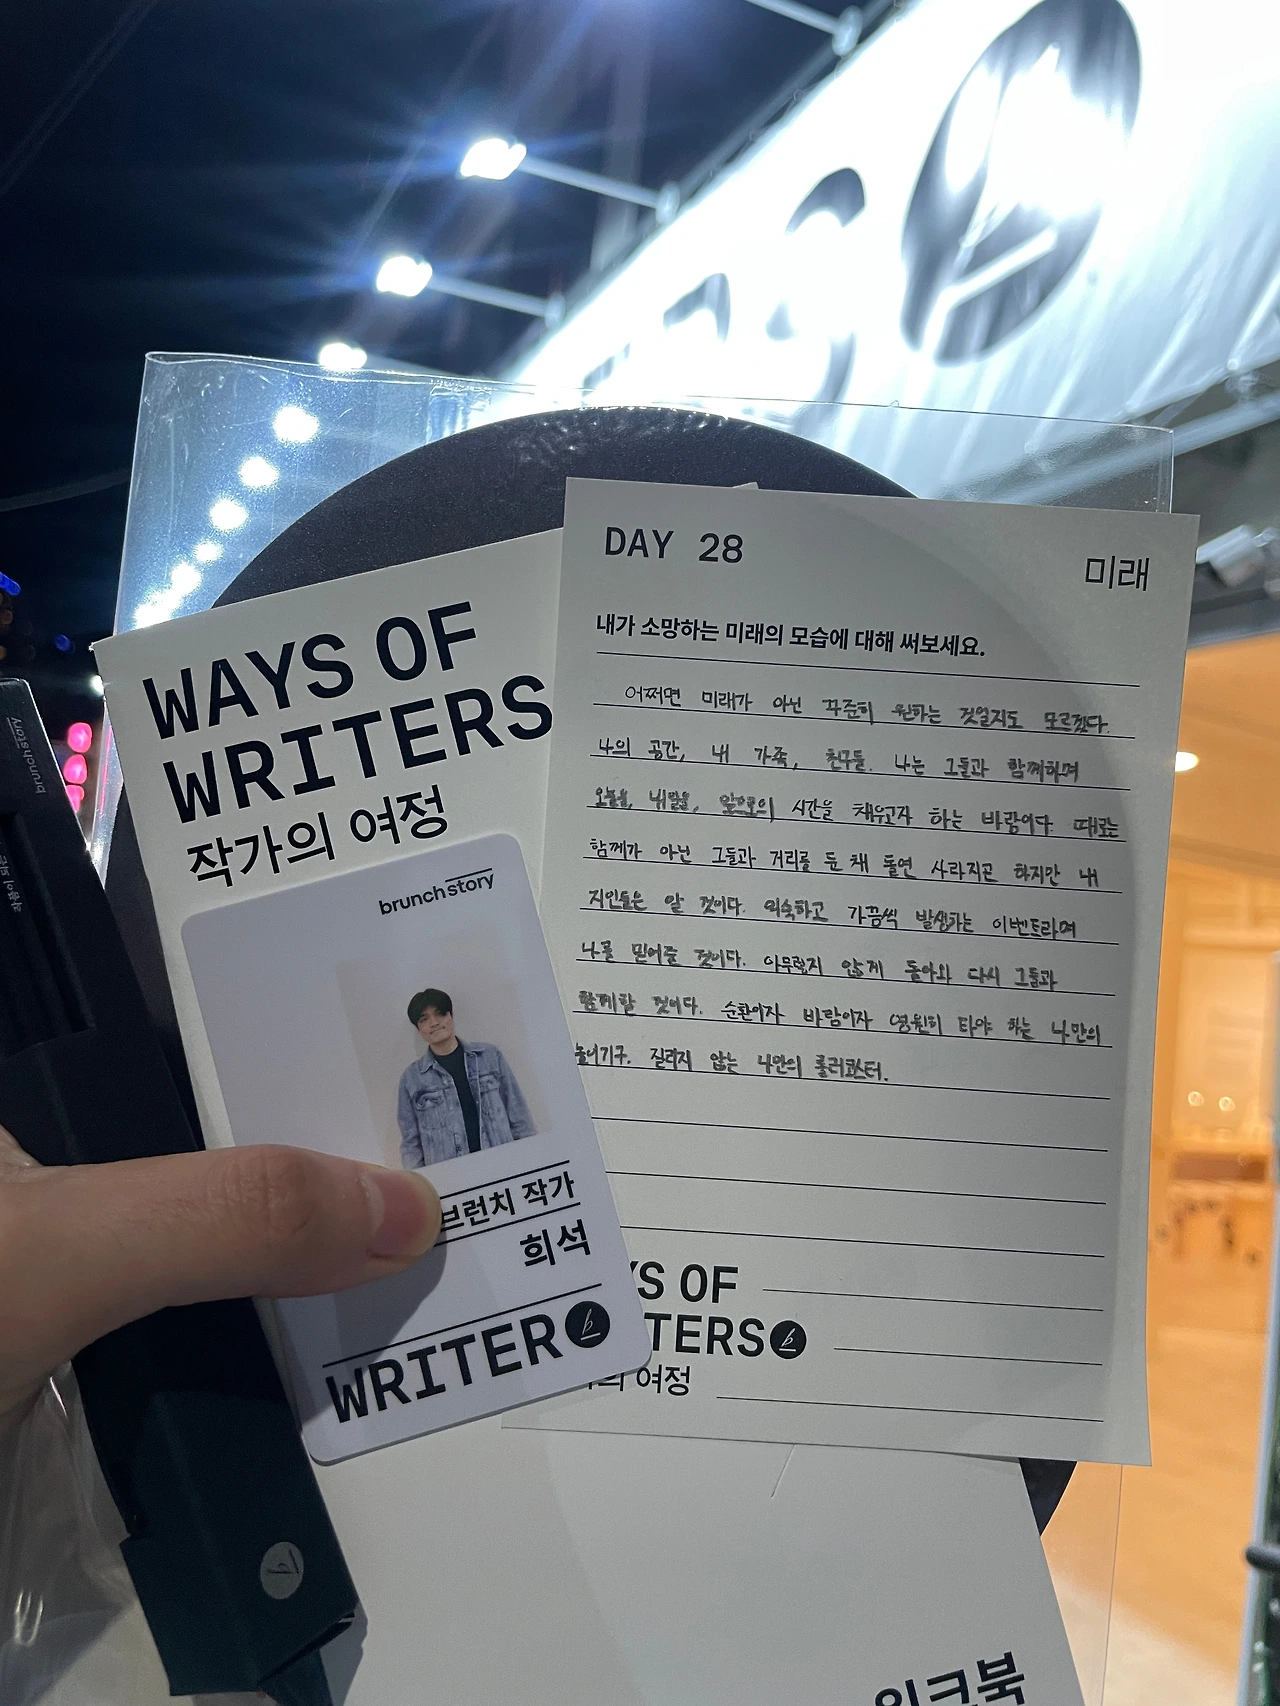 WAYS OF
WRITERS
작가의 여정
brunch story
브런치 작가
희석
WRITER
DAY 28
미래
내가 소망하는 미래의 모습에 대해 써보세요.
어쩌면 미래가 아닌 꾸준히 원하는 것일지도 모르겠다.
나의 공간, 내 가족, 친구들. 나는 그들과 함께하며
오늘을, 내일을, 앞으로의 시간을 채우고자 하는 바람이다. 때로는
함께가 아닌 그들과 거리를 둔 채 돌연 사라지곤 하지만 내
지인들은 알 것이다. 익숙하고 가끔씩 발생하는 이벤트라며
나를 믿어줄 것이다. 아무렇지 않게 돌아와 다시 그들과
함께할 것이다. 순환이자 바람이자 영원히 타야 하는 나만의
놀이기구. 질리지 않는 나만의 롤러코스터.
YS OF
TERS
의 여정
워크북
brunch story